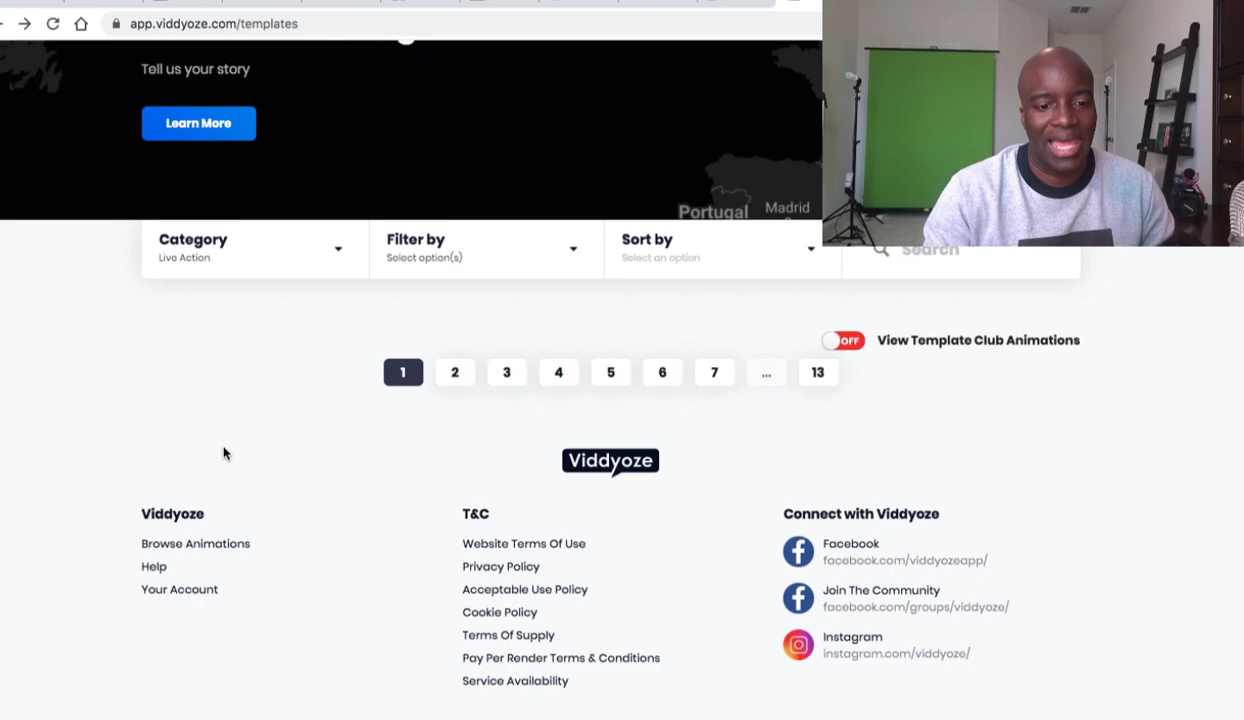 app.viddyoze.com/templates
Tell us your story
Learn More
Portugal
Madrid
Category
Live Action
Filter by
Select option(s)
Sort by
Select an option
Search
OFF
View Template Club Animations
1 2 3 4 5 6 7 ... 13
Viddyoze
Viddyoze
Browse Animations
Help
Your Account
T&C
Website Terms Of Use
Privacy Policy
Acceptable Use Policy
Cookie Policy
Terms Of Supply
Pay Per Render Terms & Conditions
Service Availability
Connect with Viddyoze
Facebook
facebook.com/viddyozeapp/
Join The Community
facebook.com/groups/viddyoze/
Instagram
instagram.com/viddyoze/